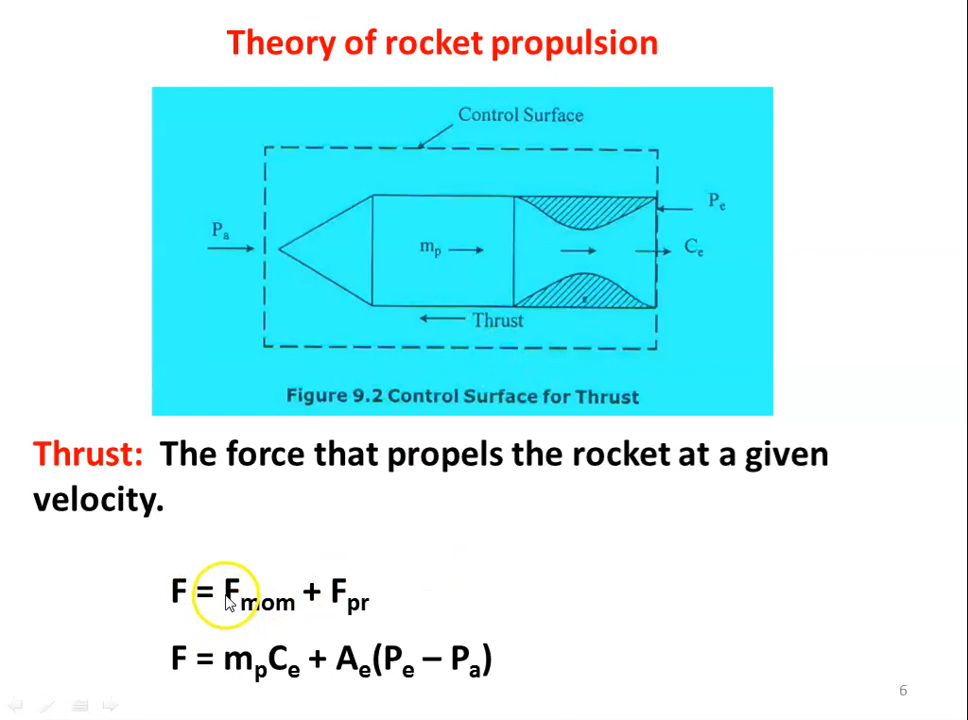 Theory of rocket propulsion
Control Surface
Pₐ
Pₑ
mₚ
Cₑ
Thrust
Figure 9.2 Control Surface for Thrust
Thrust: The force that propels the rocket at a given
velocity.
F = Fmom + Fpr
F = mₚCₑ + Aₑ(Pₑ – Pₐ)
6